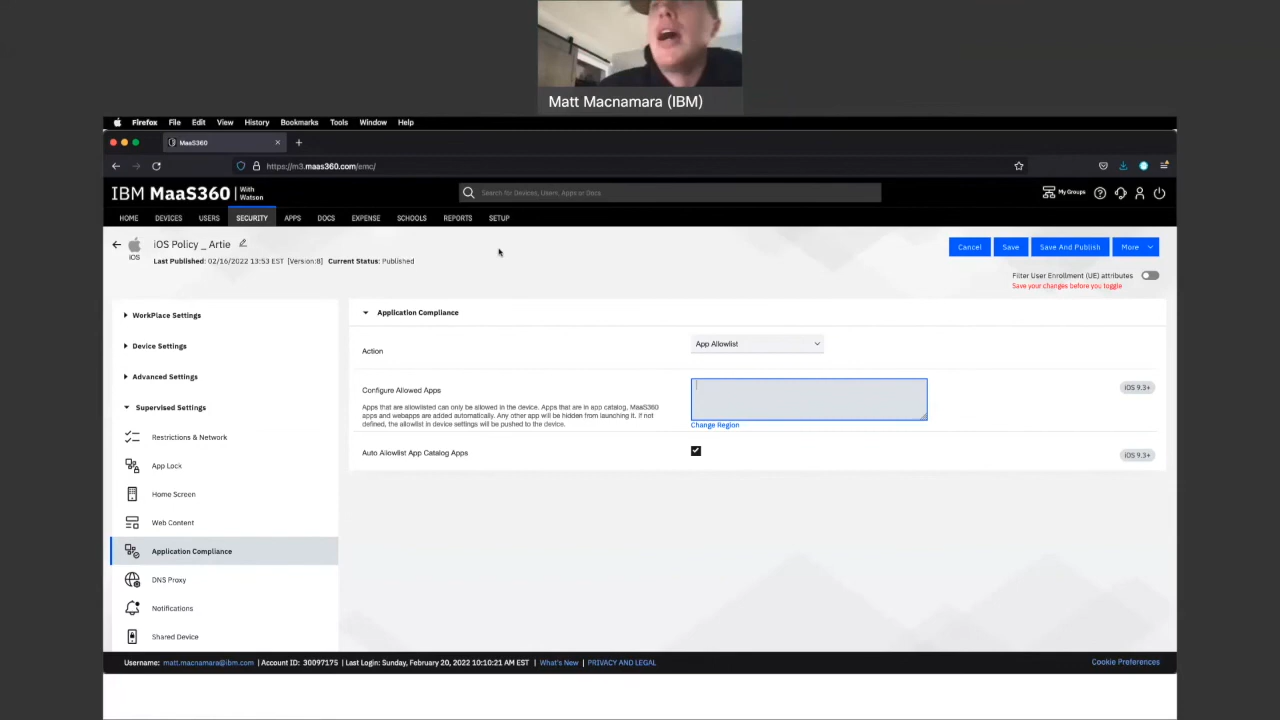 Matt Macnamara (IBM)
Firefox File Edit View History Bookmarks Tools Window Help
MaaS360
https://m3.maas360.com/emc/
IBM MaaS360 With Watson
Search for Devices, Users, Apps or Docs
My Groups
HOME DEVICES USERS SECURITY APPS DOCS EXPENSE SCHOOLS REPORTS SETUP
iOS
iOS Policy _ Artie
Last Published: 02/16/2022 13:53 EST [Version:8] Current Status: Published
Cancel Save Save And Publish More
Filter User Enrollment (UE) attributes
Save your changes before you toggle
WorkPlace Settings
Device Settings
Advanced Settings
Supervised Settings
Restrictions & Network
App Lock
Home Screen
Web Content
Application Compliance
DNS Proxy
Notifications
Shared Device
Application Compliance
Action App Allowlist
Configure Allowed Apps iOS 9.3+
Apps that are allowlisted can only be allowed in the device. Apps that are in app catalog, MaaS360
apps and webapps are added automatically. Any other app will be hidden from launching it. If not
defined, the allowlist in device settings will be pushed to the device.
Change Region
Auto Allowlist App Catalog Apps iOS 9.3+
Username: matt.macnamara@ibm.com | Account ID: 30097175 | Last Login: Sunday, February 20, 2022 10:10:21 AM EST | What's New | PRIVACY AND LEGAL
Cookie Preferences